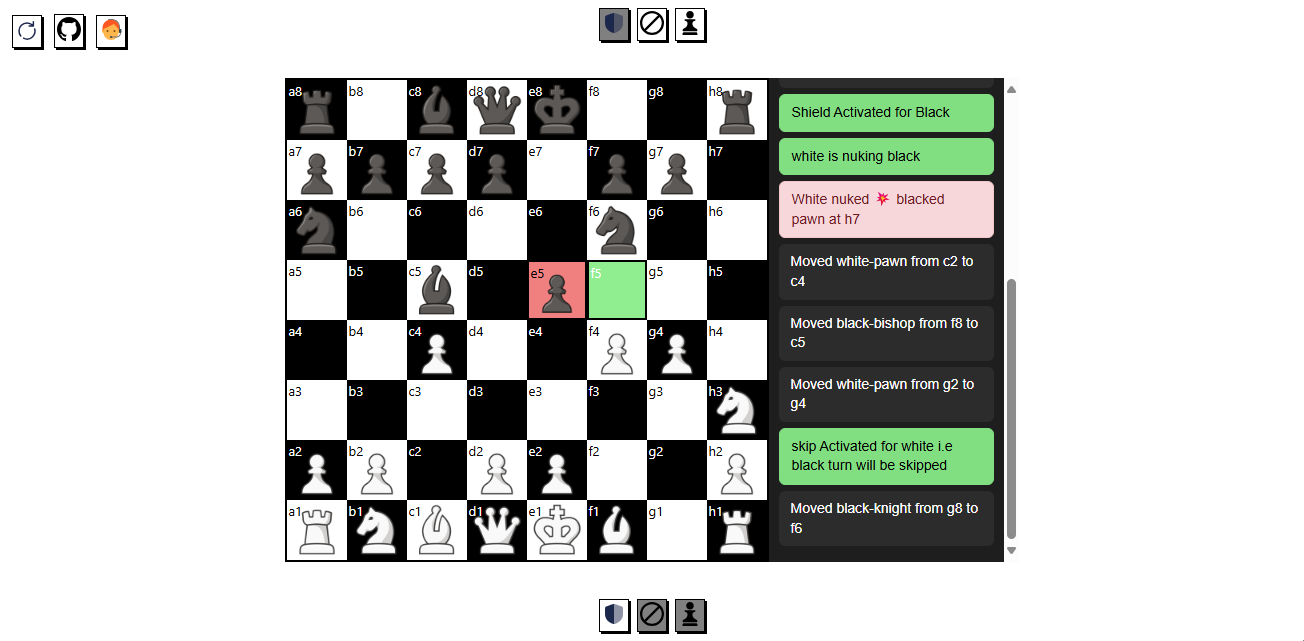 a8 b8 c8 d8 e8 f8 g8 h8
a7 b7 c7 d7 e7 f7 g7 h7
a6 b6 c6 d6 e6 f6 g6 h6
a5 b5 c5 d5 e5 f5 g5 h5
a4 b4 c4 d4 e4 f4 g4 h4
a3 b3 c3 d3 e3 f3 g3 h3
a2 b2 c2 d2 e2 f2 g2 h2
a1 b1 c1 d1 e1 f1 g1 h1
Shield Activated for Black
white is nuking black
White nuked 💥 blacked
pawn at h7
Moved white-pawn from c2 to
c4
Moved black-bishop from f8 to
c5
Moved white-pawn from g2 to
g4
skip Activated for white i.e
black turn will be skipped
Moved black-knight from g8 to
f6